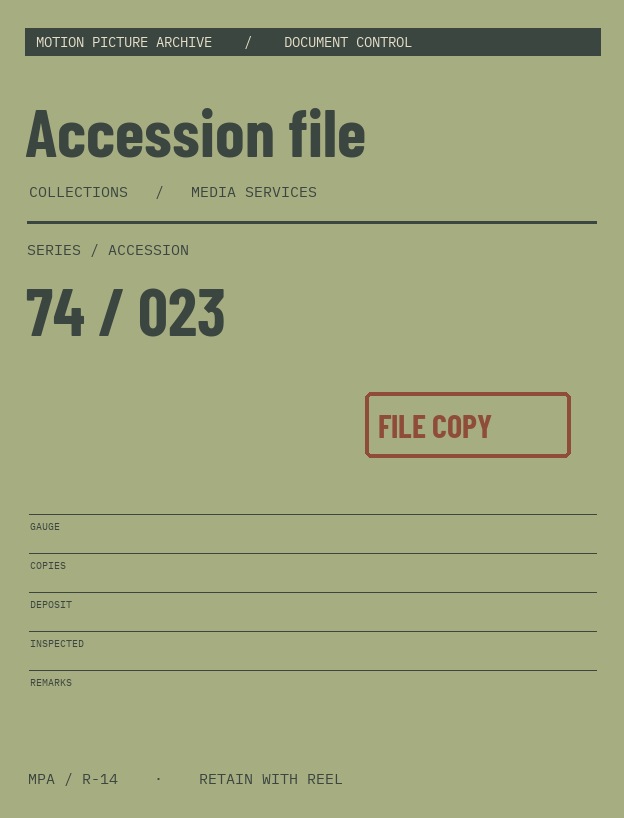 MOTION PICTURE ARCHIVE / DOCUMENT CONTROL
Accession file
COLLECTIONS / MEDIA SERVICES
SERIES / ACCESSION
74 / 023
FILE COPY
GAUGE
COPIES
DEPOSIT
INSPECTED
REMARKS
MPA / R-14 · RETAIN WITH REEL